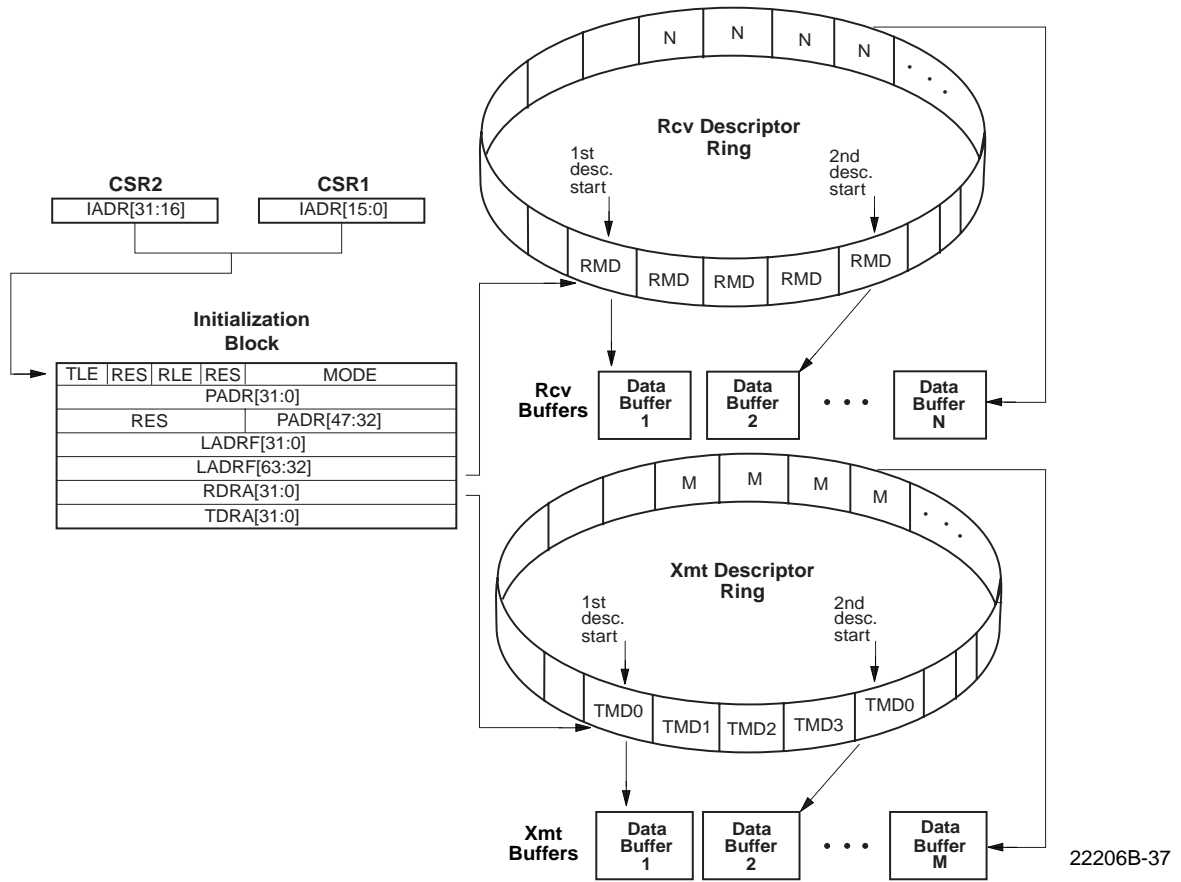 N N N N
• • •
Rcv Descriptor
Ring
1st
desc.
start
2nd
desc.
start
CSR2
CSR1
IADR[31:16]
IADR[15:0]
RMD RMD RMD RMD RMD
Initialization
Block
TLE RES RLE RES MODE
PADR[31:0]
RES PADR[47:32]
LADRF[31:0]
LADRF[63:32]
RDRA[31:0]
TDRA[31:0]
Rcv
Buffers
Data
Buffer
1
Data
Buffer
2
• • •
Data
Buffer
N
M M M M
• • •
Xmt Descriptor
Ring
1st
desc.
start
2nd
desc.
start
TMD0 TMD1 TMD2 TMD3 TMD0
Xmt
Buffers
Data
Buffer
1
Data
Buffer
2
• • •
Data
Buffer
M
22206B-37